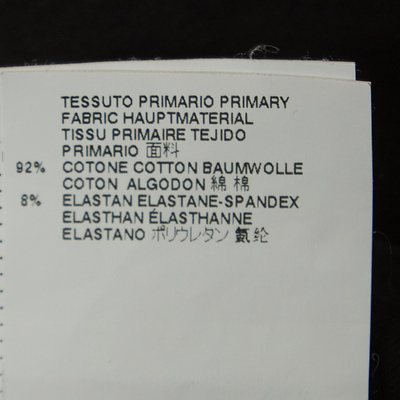 TESSUTO PRIMARIO PRIMARY
FABRIC HAUPTMATERIAL
TISSU PRIMAIRE TEJIDO
PRIMARIO 面料
92% COTONE COTTON BAUMWOLLE
COTON ALGODON 綿 棉
8% ELASTAN ELASTANE-SPANDEX
ELASTHAN ÉLASTHANNE
ELASTANO ポリウレタン 氨纶